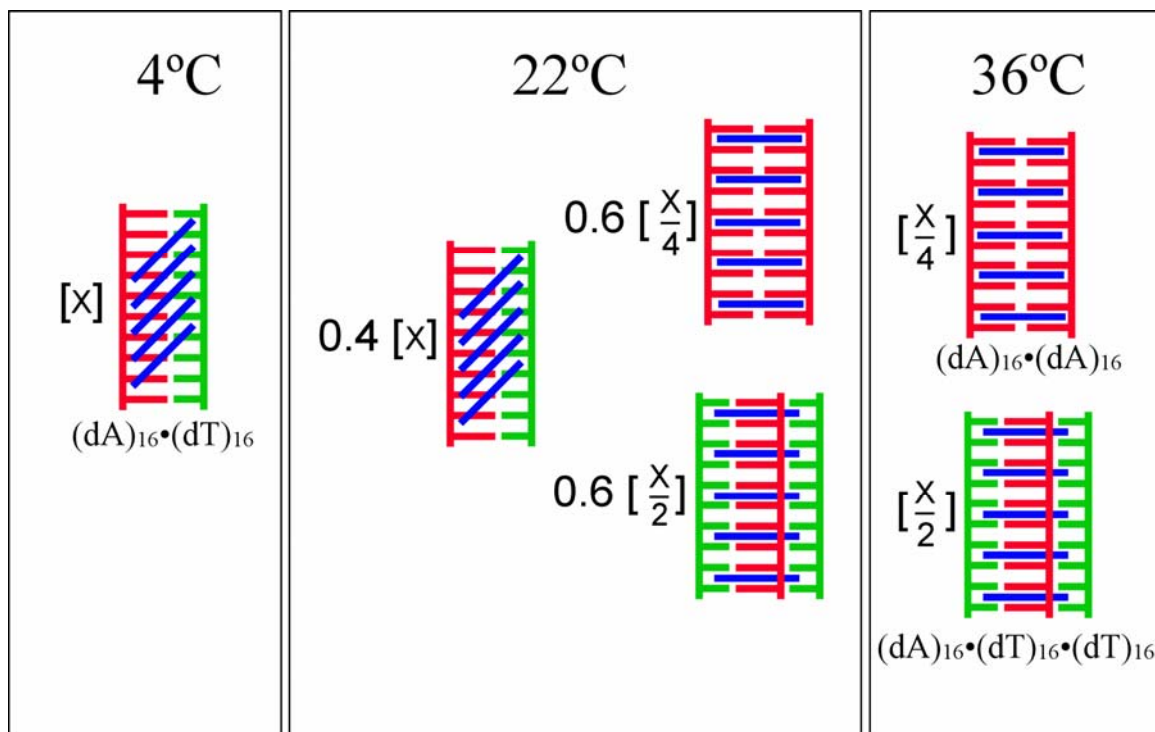 4ºC
[X]
(dA)16•(dT)16
22ºC
0.6 [X/4]
0.4 [X]
0.6 [X/2]
36ºC
[X/4]
(dA)16•(dA)16
[X/2]
(dA)16•(dT)16•(dT)16